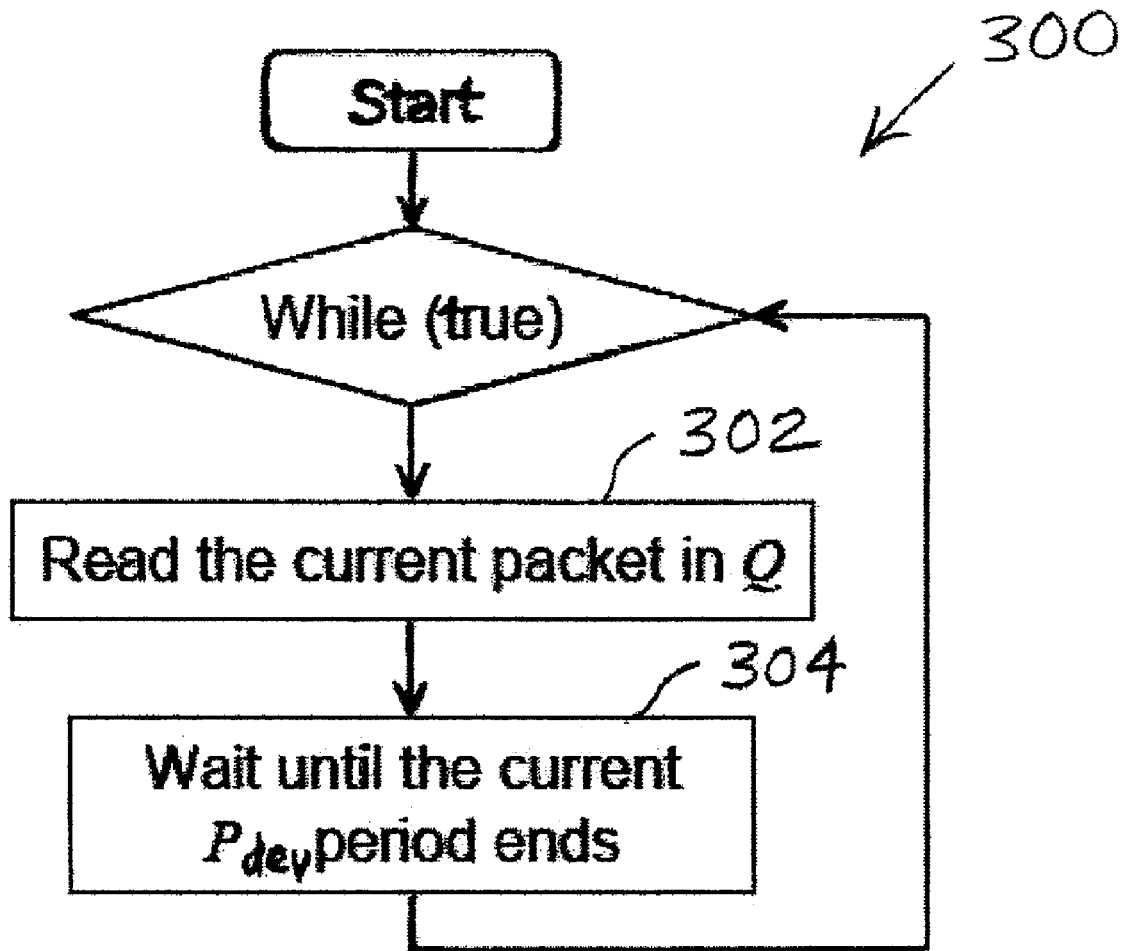 300
Start
While (true)
302
Read the current packet in Q
304
Wait until the current
P_dev period ends